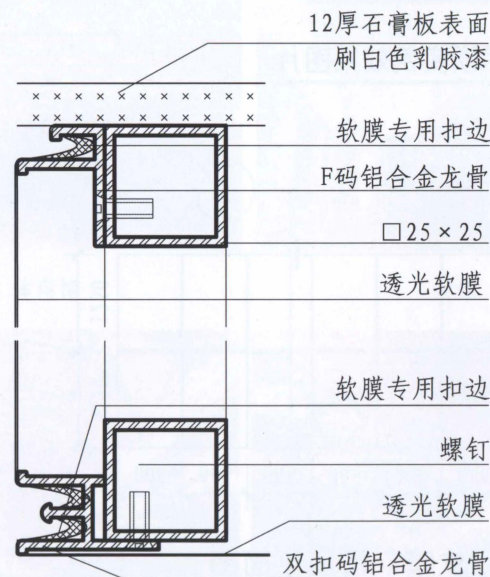 12厚石膏板表面
刷白色乳胶漆
软膜专用扣边
F码铝合金龙骨
□25×25
透光软膜
软膜专用扣边
螺钉
透光软膜
双扣码铝合金龙骨